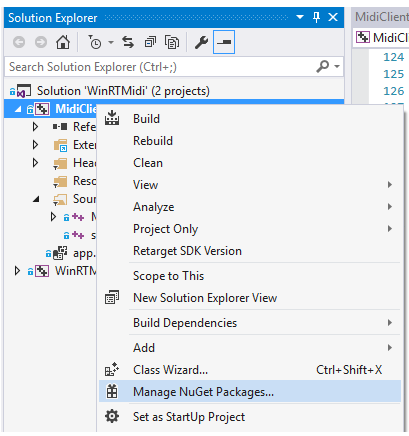 Solution Explorer
MidiClient
Search Solution Explorer (Ctrl+;)
Solution 'WinRTMidi' (2 projects)
Build
Rebuild
Clean
View
Analyze
Project Only
Retarget SDK Version
Scope to This
New Solution Explorer View
Build Dependencies
Add
Class Wizard... Ctrl+Shift+X
Manage NuGet Packages...
Set as StartUp Project
MidiCl
124
125
126
MidiClien
Refe
Exter
Head
Reso
Sour
app.
WinRTM